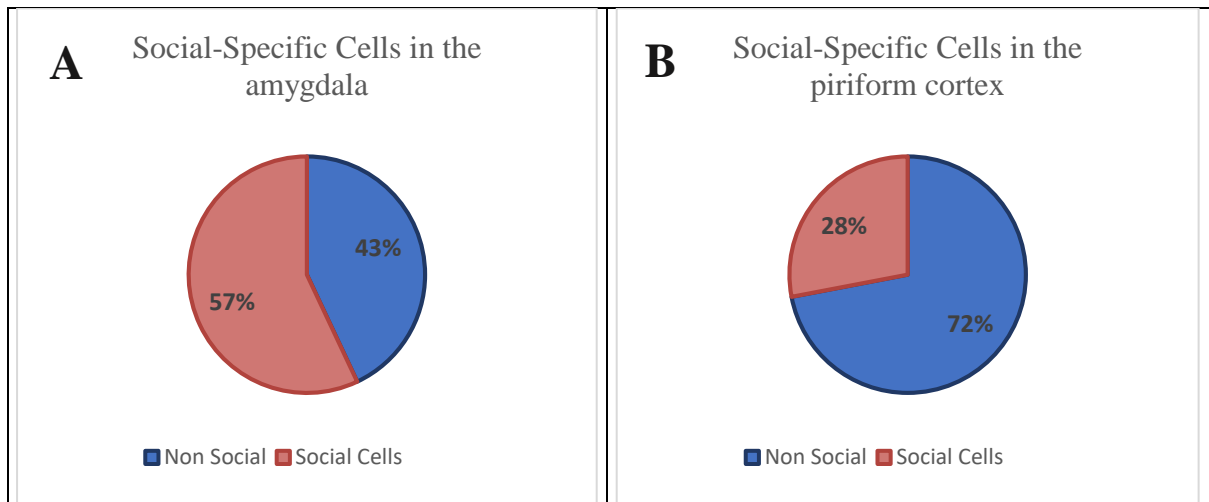 A
Social-Specific Cells in the
amygdala
43%
57%
Non Social
Social Cells
B
Social-Specific Cells in the
piriform cortex
28%
72%
Non Social
Social Cells